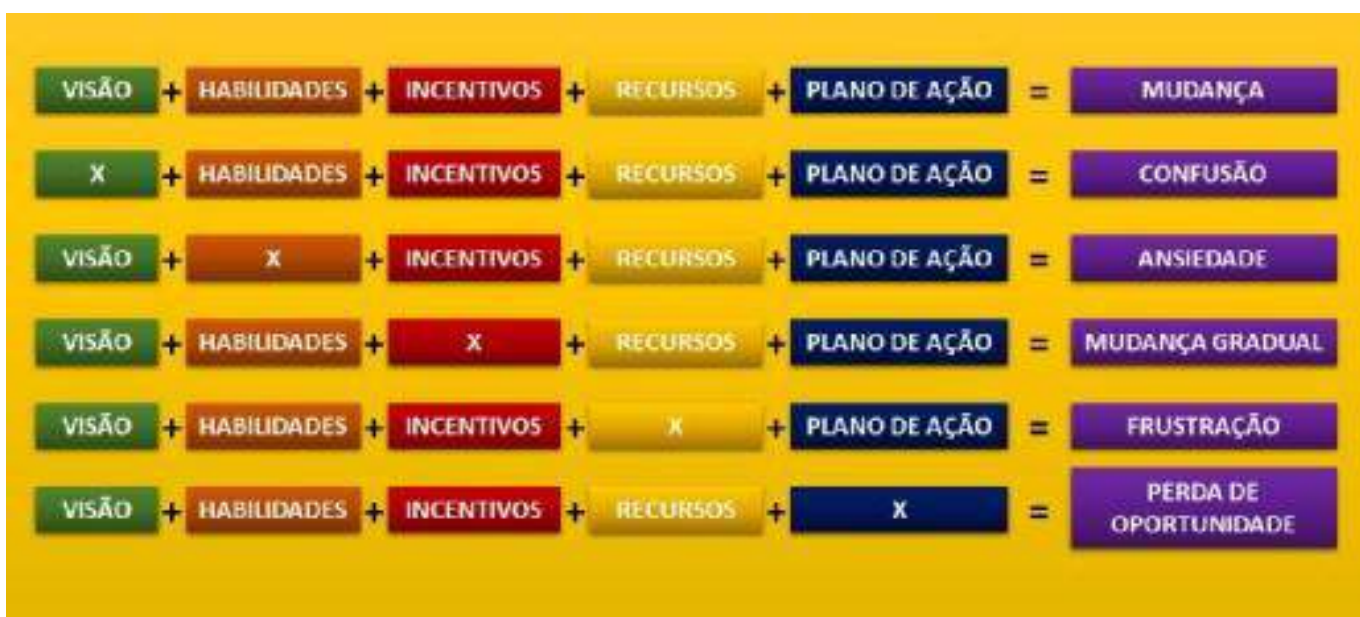 VISÃO + HABILIDADES + INCENTIVOS + RECURSOS + PLANO DE AÇÃO = MUDANÇA
X + HABILIDADES + INCENTIVOS + RECURSOS + PLANO DE AÇÃO = CONFUSÃO
VISÃO + X + INCENTIVOS + RECURSOS + PLANO DE AÇÃO = ANSIEDADE
VISÃO + HABILIDADES + X + RECURSOS + PLANO DE AÇÃO = MUDANÇA GRADUAL
VISÃO + HABILIDADES + INCENTIVOS + X + PLANO DE AÇÃO = FRUSTRAÇÃO
VISÃO + HABILIDADES + INCENTIVOS + RECURSOS + X = PERDA DE
OPORTUNIDADE